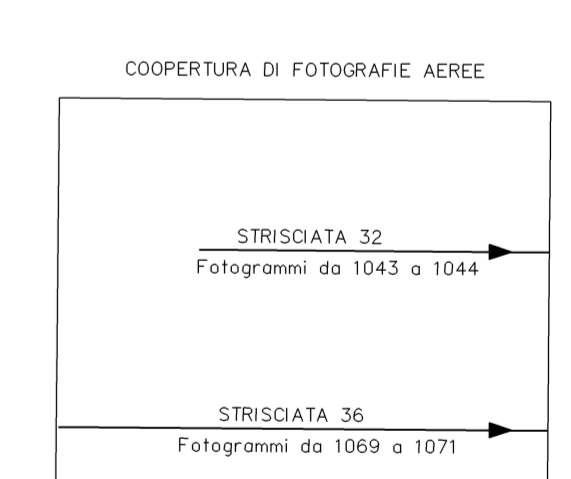 COOPERTURA DI FOTOGRAFIE AEREE
STRISCIATA 32
Fotogrammi da 1043 a 1044
STRISCIATA 36
Fotogrammi da 1069 a 1071